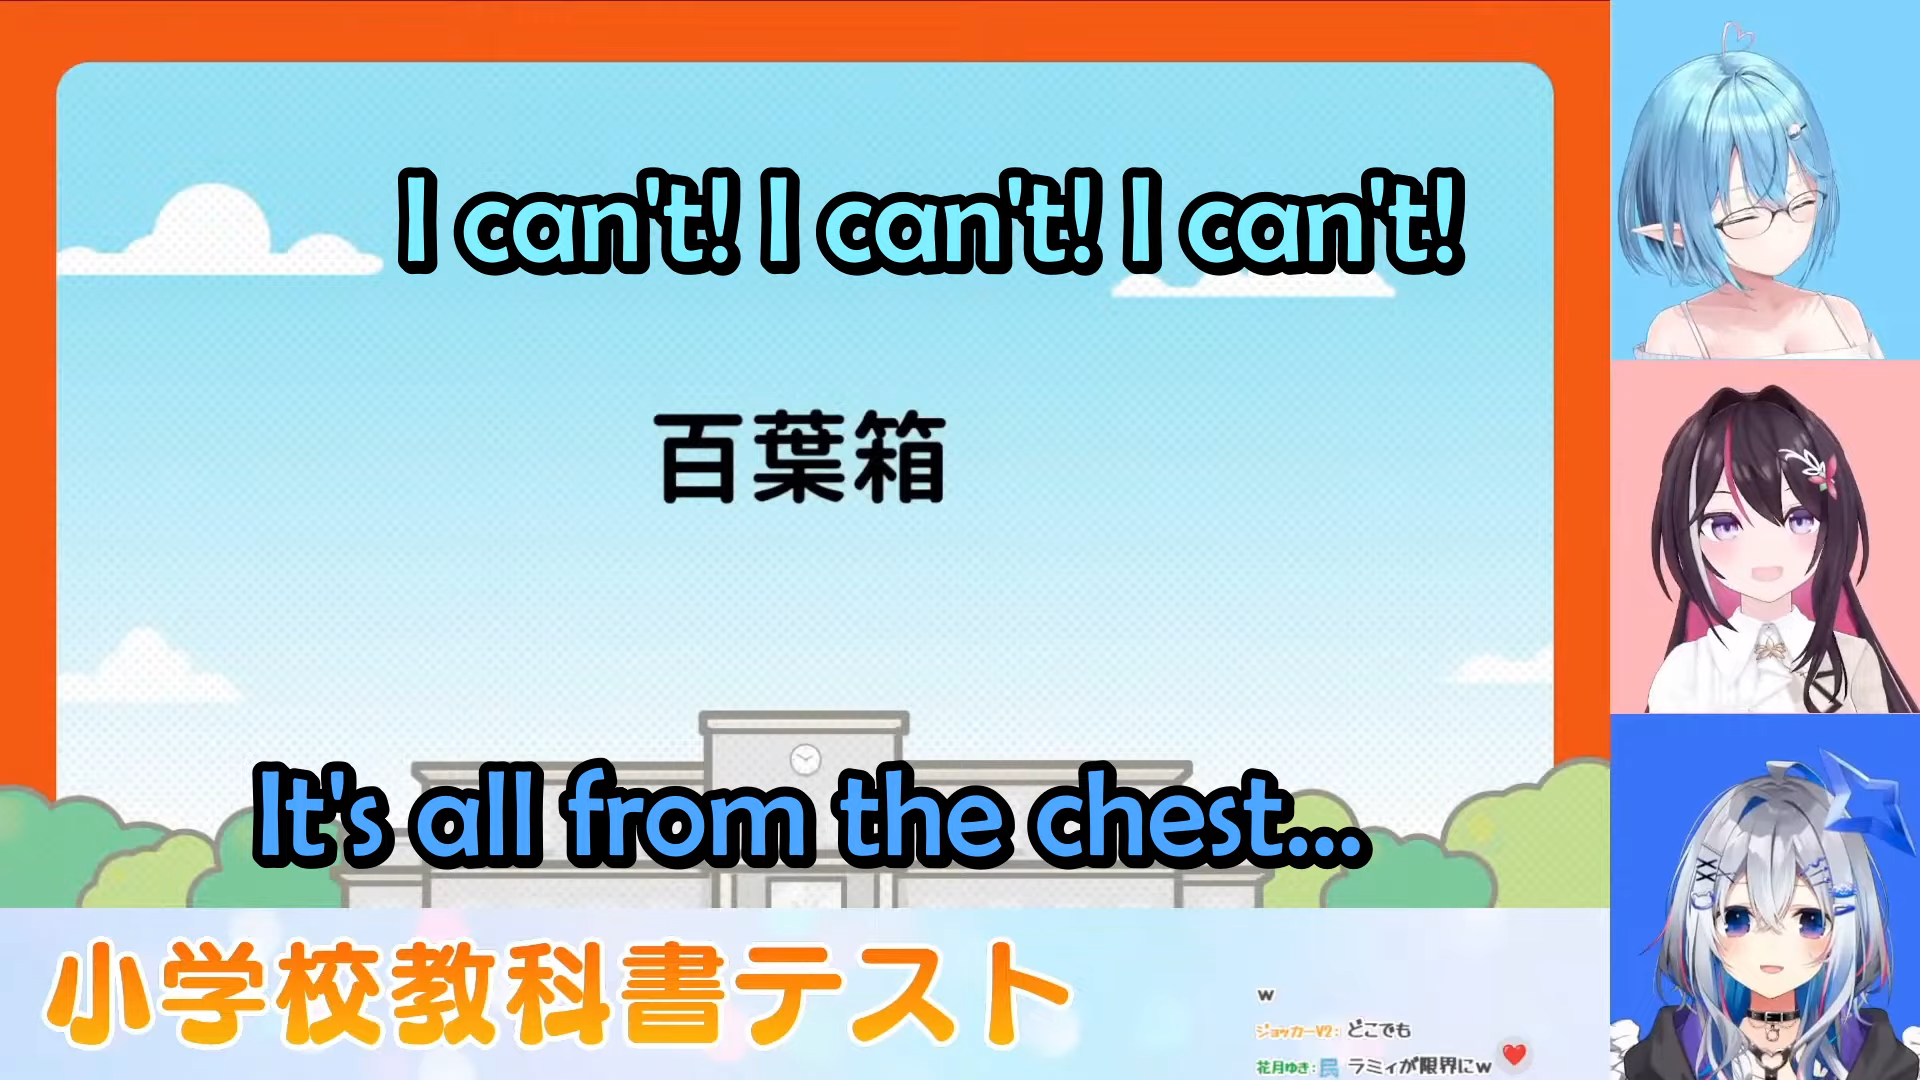 I can't! I can't! I can't!
百葉箱
It's all from the chest...
小学校教科書テスト
w
ジョッカーV2: どこでも
花月ゆき: 民 ラミィが限界にw